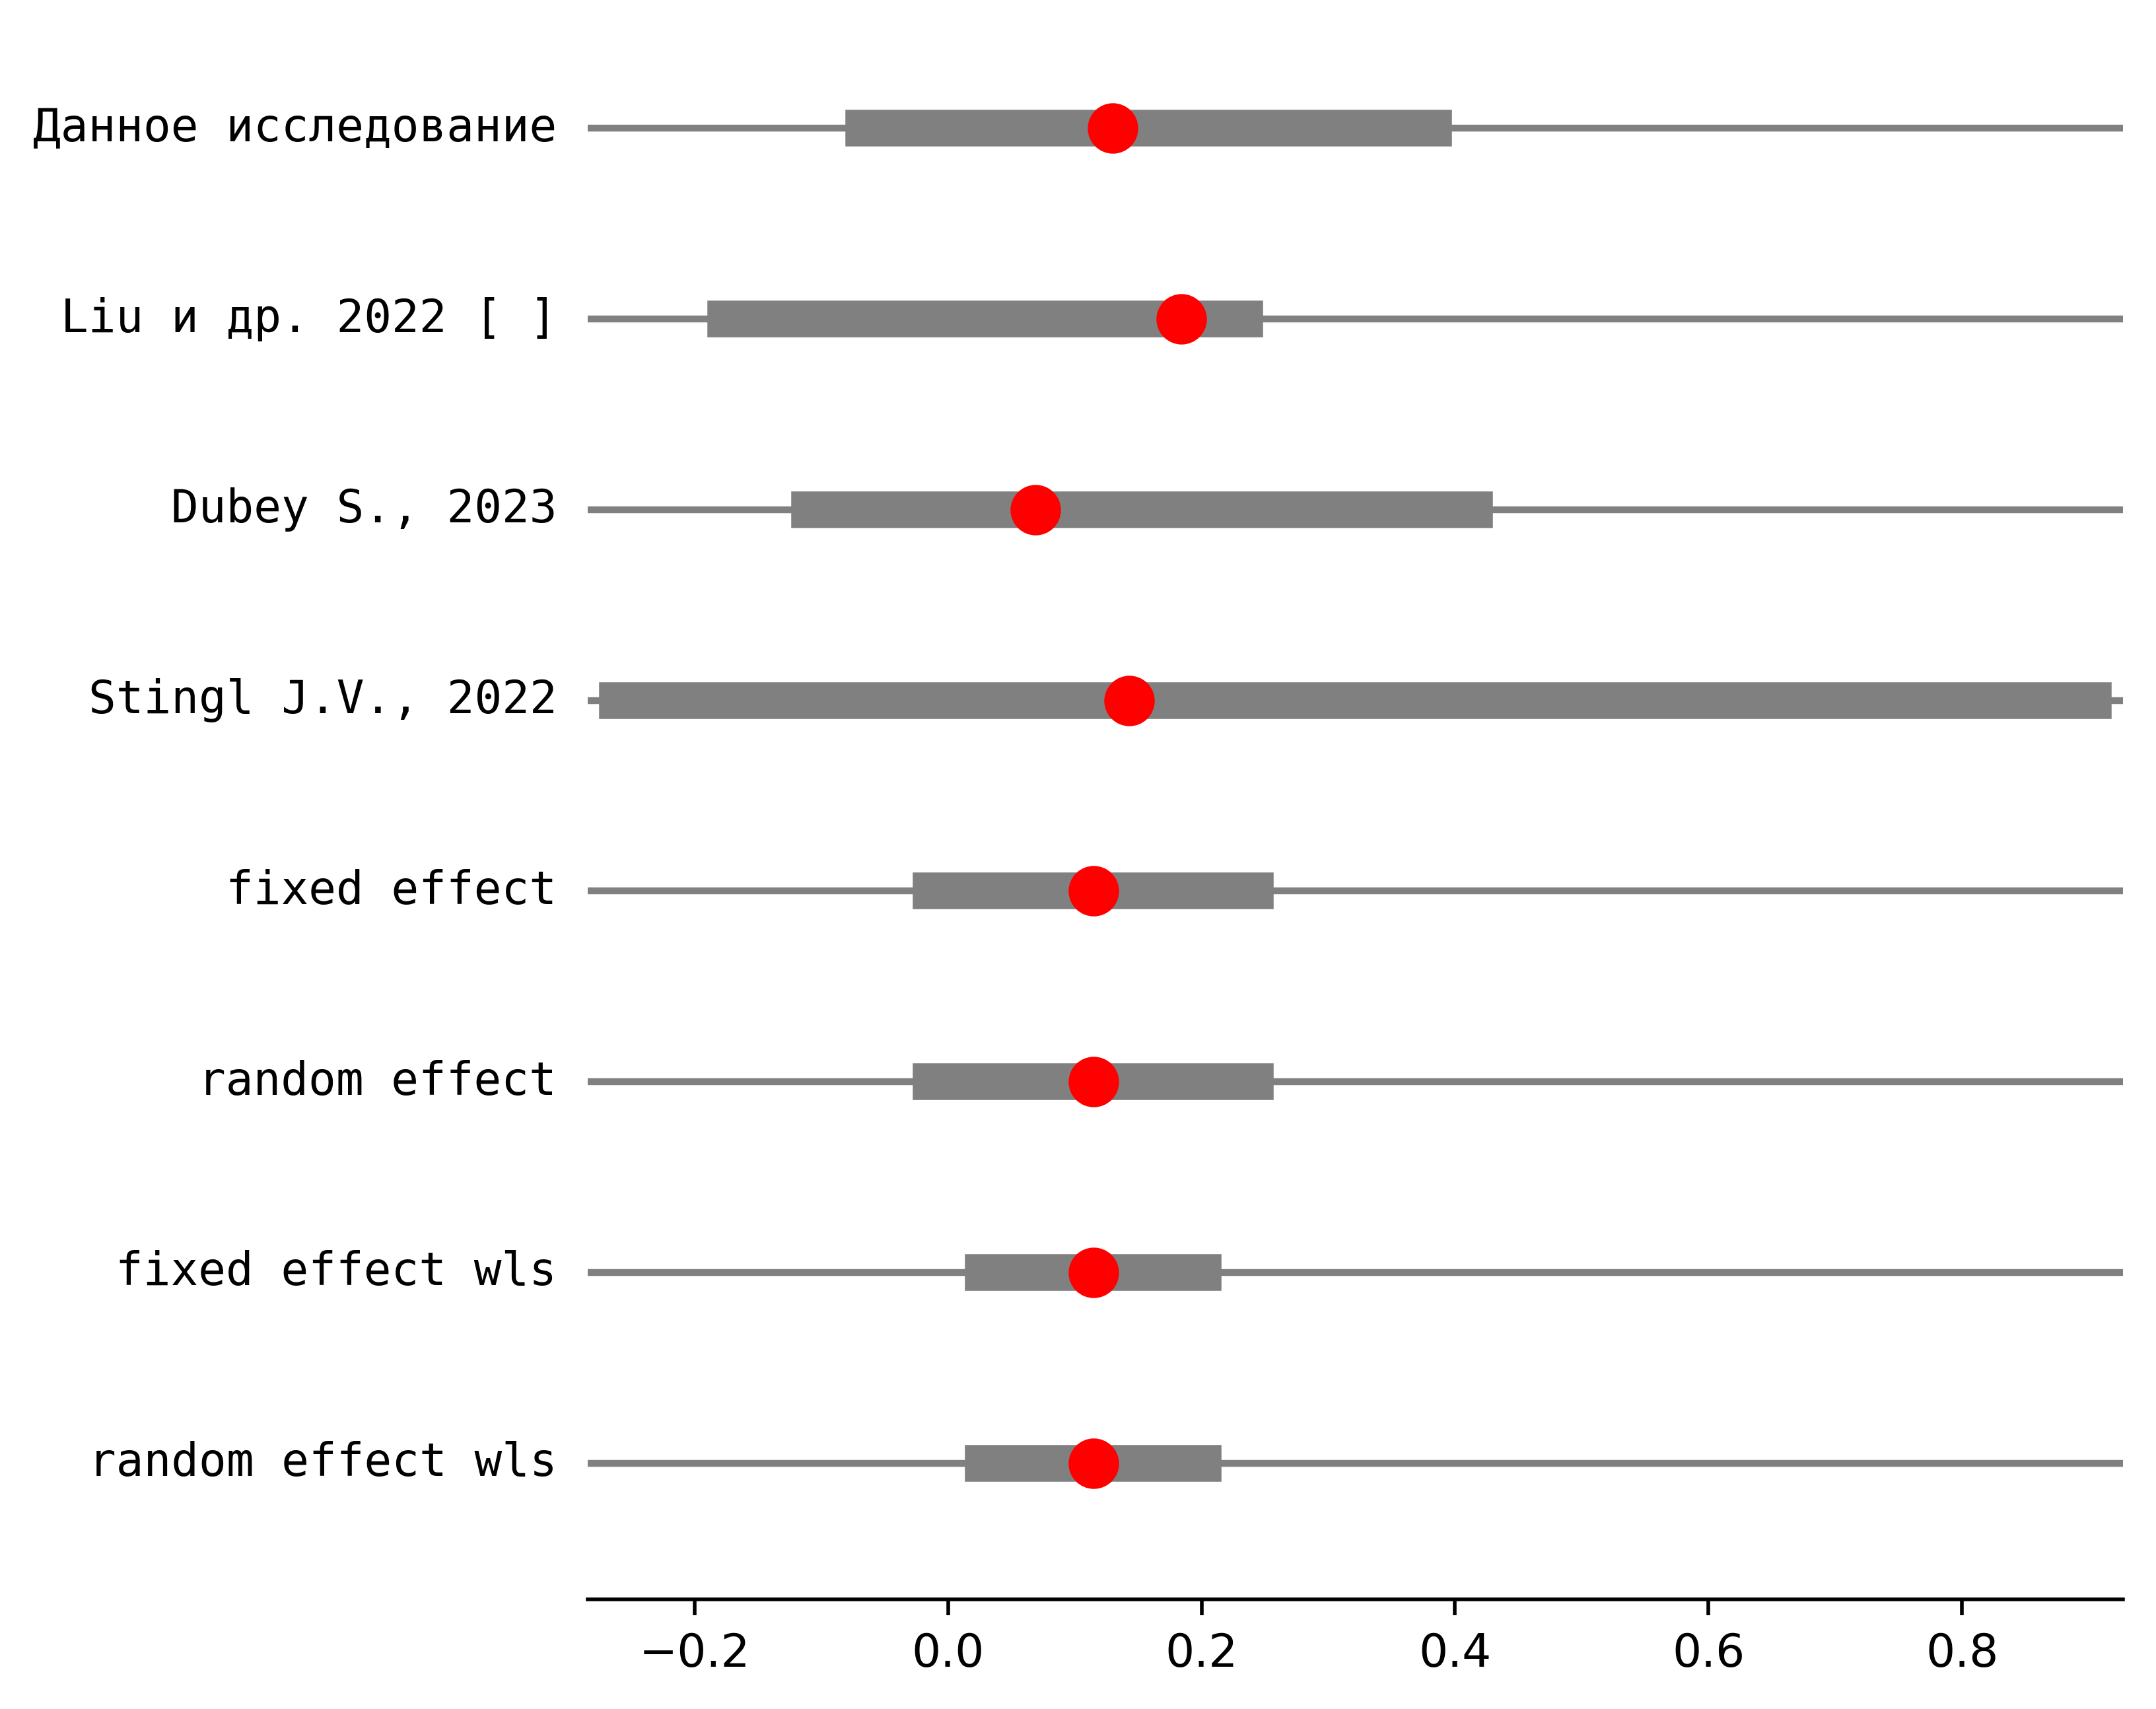 Данное исследование
Liu и др. 2022 [ ]
Dubey S., 2023
Stingl J.V., 2022
fixed effect
random effect
fixed effect wls
random effect wls
−0.2 0.0 0.2 0.4 0.6 0.8